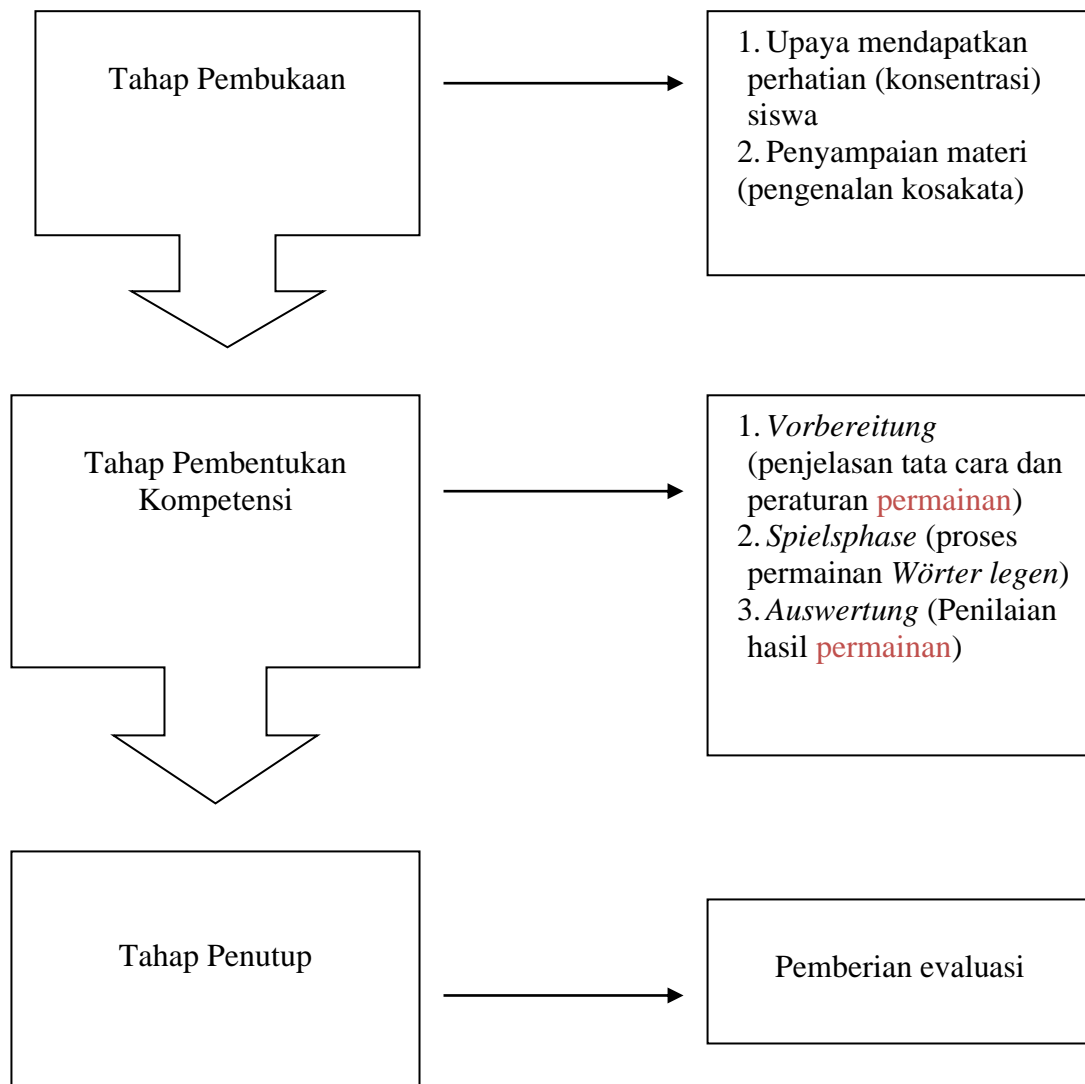 Tahap Pembukaan
1. Upaya mendapatkan
perhatian (konsentrasi)
siswa
2. Penyampaian materi
(pengenalan kosakata)
Tahap Pembentukan
Kompetensi
1. Vorbereitung
(penjelasan tata cara dan
peraturan permainan)
2. Spielsphase (proses
permainan Wörter legen)
3. Auswertung (Penilaian
hasil permainan)
Tahap Penutup
Pemberian evaluasi